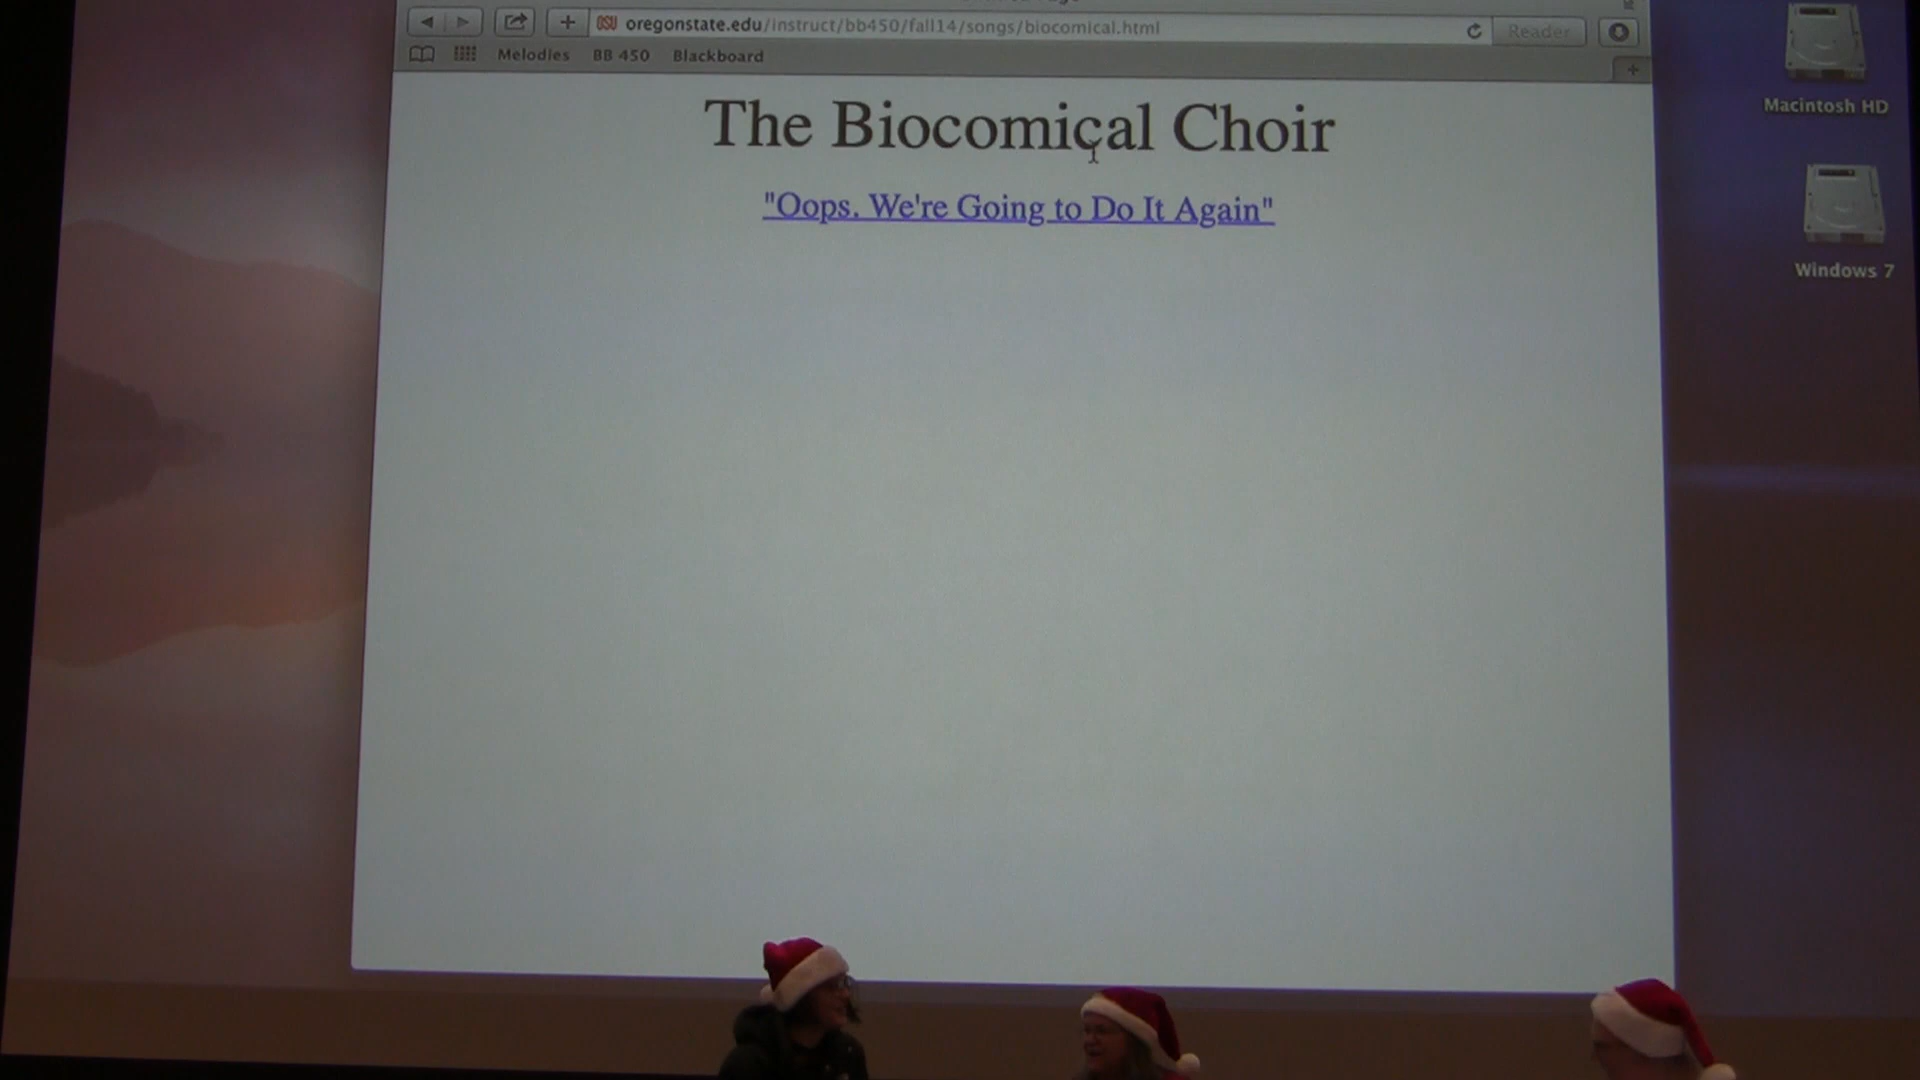 oregonstate.edu/instruct/bb450/fall14/songs/biocomical.html
Reader
Melodies BB 450 Blackboard
The Biocomical Choir
"Oops. We're Going to Do It Again"
Macintosh HD
Windows 7